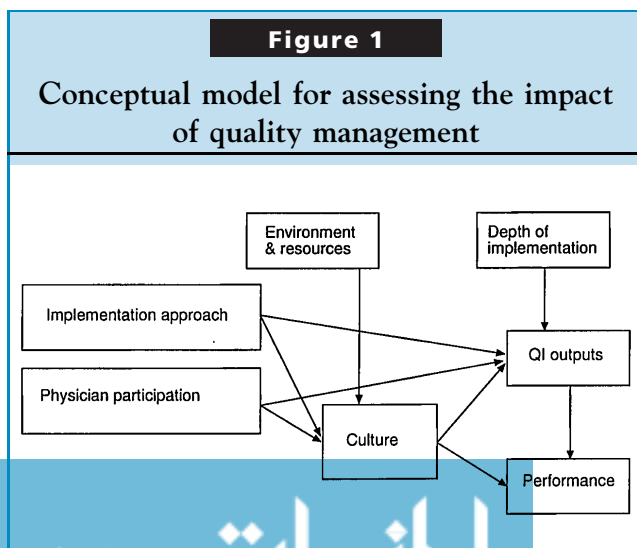 Figure 1
Conceptual model for assessing the impact
of quality management
Environment
& resources
Depth of
implementation
Implementation approach
QI outputs
Physician participation
Culture
Performance